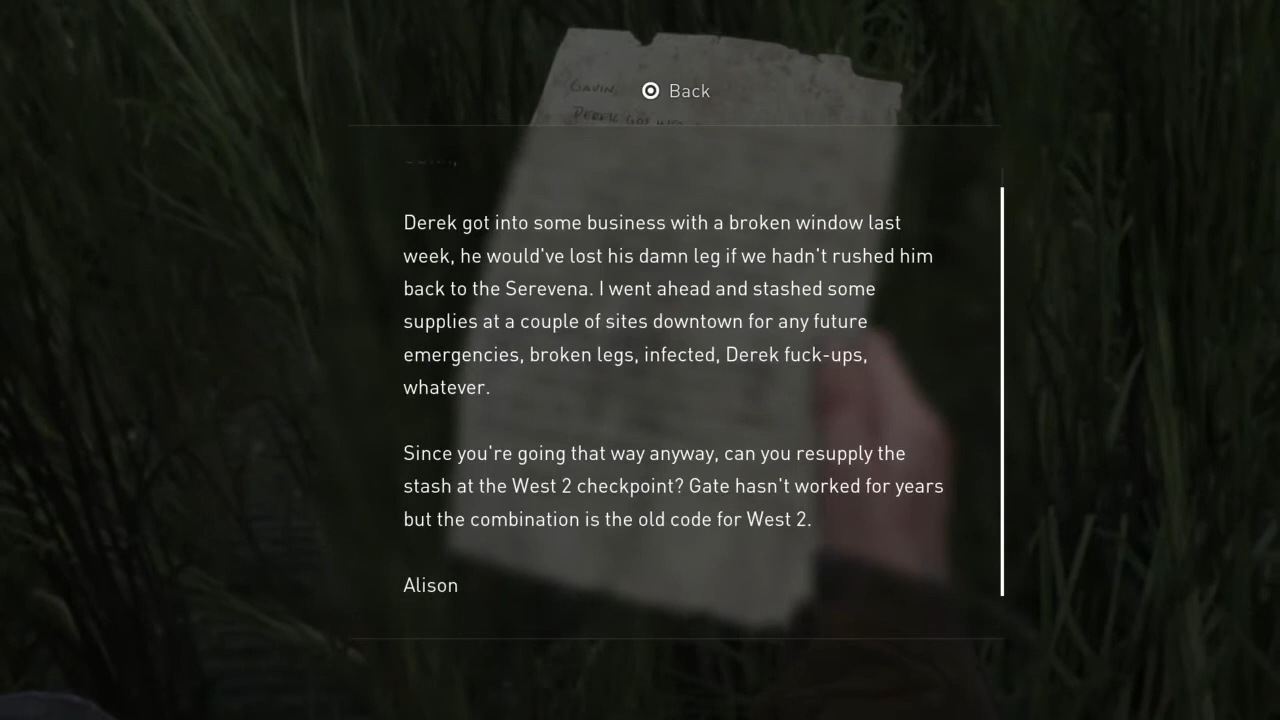 GAVIN,
Back
DEREK GOT INTO
Derek got into some business with a broken window last
week, he would've lost his damn leg if we hadn't rushed him
back to the Serevena. I went ahead and stashed some
supplies at a couple of sites downtown for any future
emergencies, broken legs, infected, Derek fuck-ups,
whatever.
Since you're going that way anyway, can you resupply the
stash at the West 2 checkpoint? Gate hasn't worked for years
but the combination is the old code for West 2.
Alison